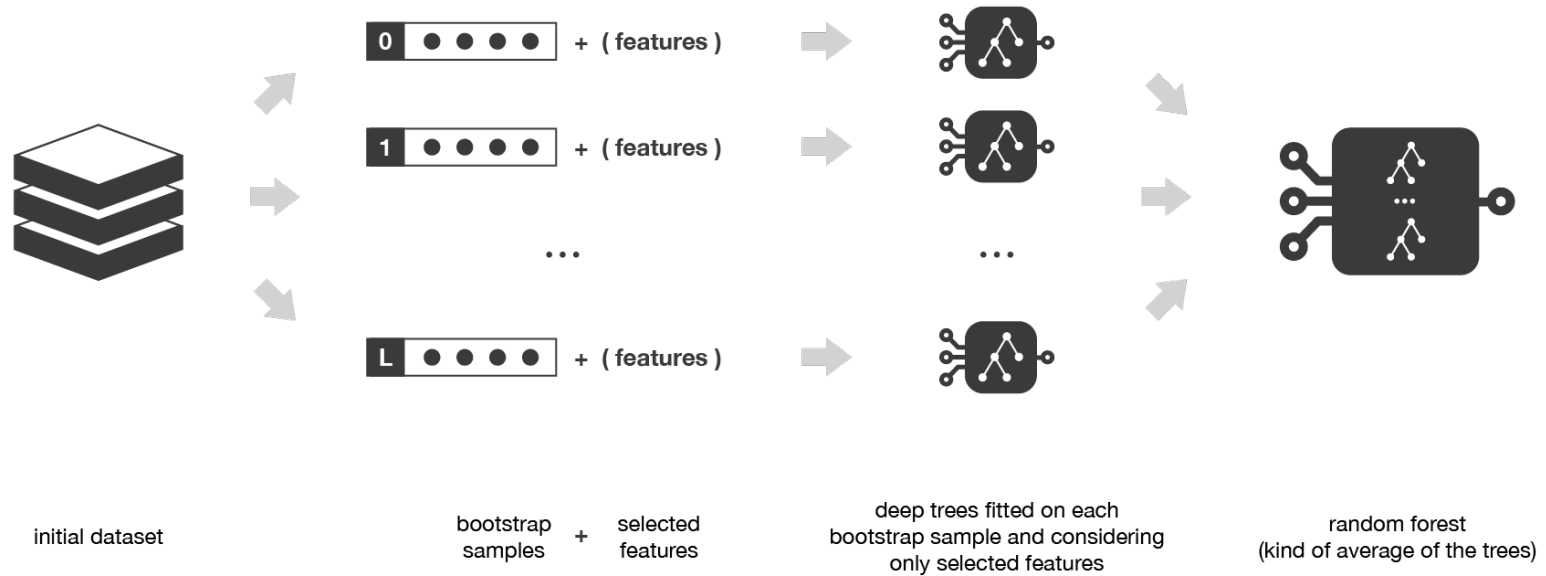 0 + ( features )
1 + ( features )
... ...
...
...
L + ( features )
initial dataset
bootstrap
samples
+
selected
features
deep trees fitted on each
bootstrap sample and considering
only selected features
random forest
(kind of average of the trees)